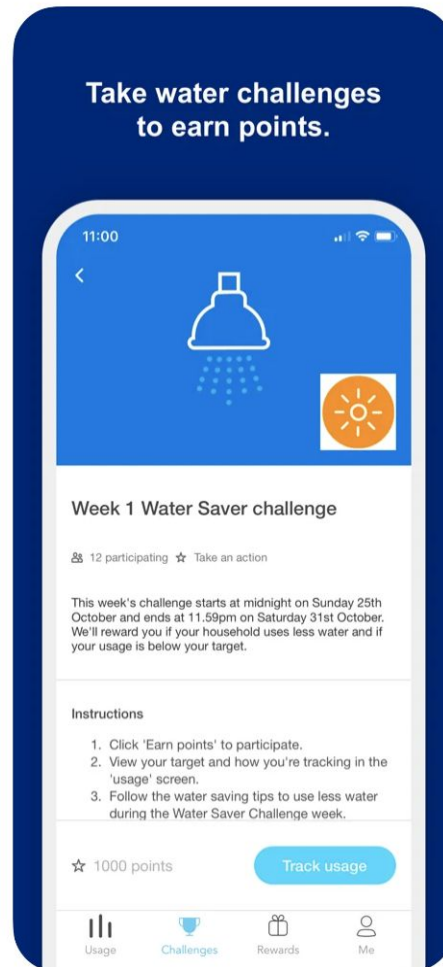 Take water challenges
to earn points.
11:00
Week 1 Water Saver challenge
12 participating Take an action
This week's challenge starts at midnight on Sunday 25th
October and ends at 11.59pm on Saturday 31st October.
We'll reward you if your household uses less water and if
your usage is below your target.
Instructions
1. Click 'Earn points' to participate.
2. View your target and how you're tracking in the
'usage' screen.
3. Follow the water saving tips to use less water
during the Water Saver Challenge week.
1000 points
Track usage
Usage
Challenges
Rewards
Me